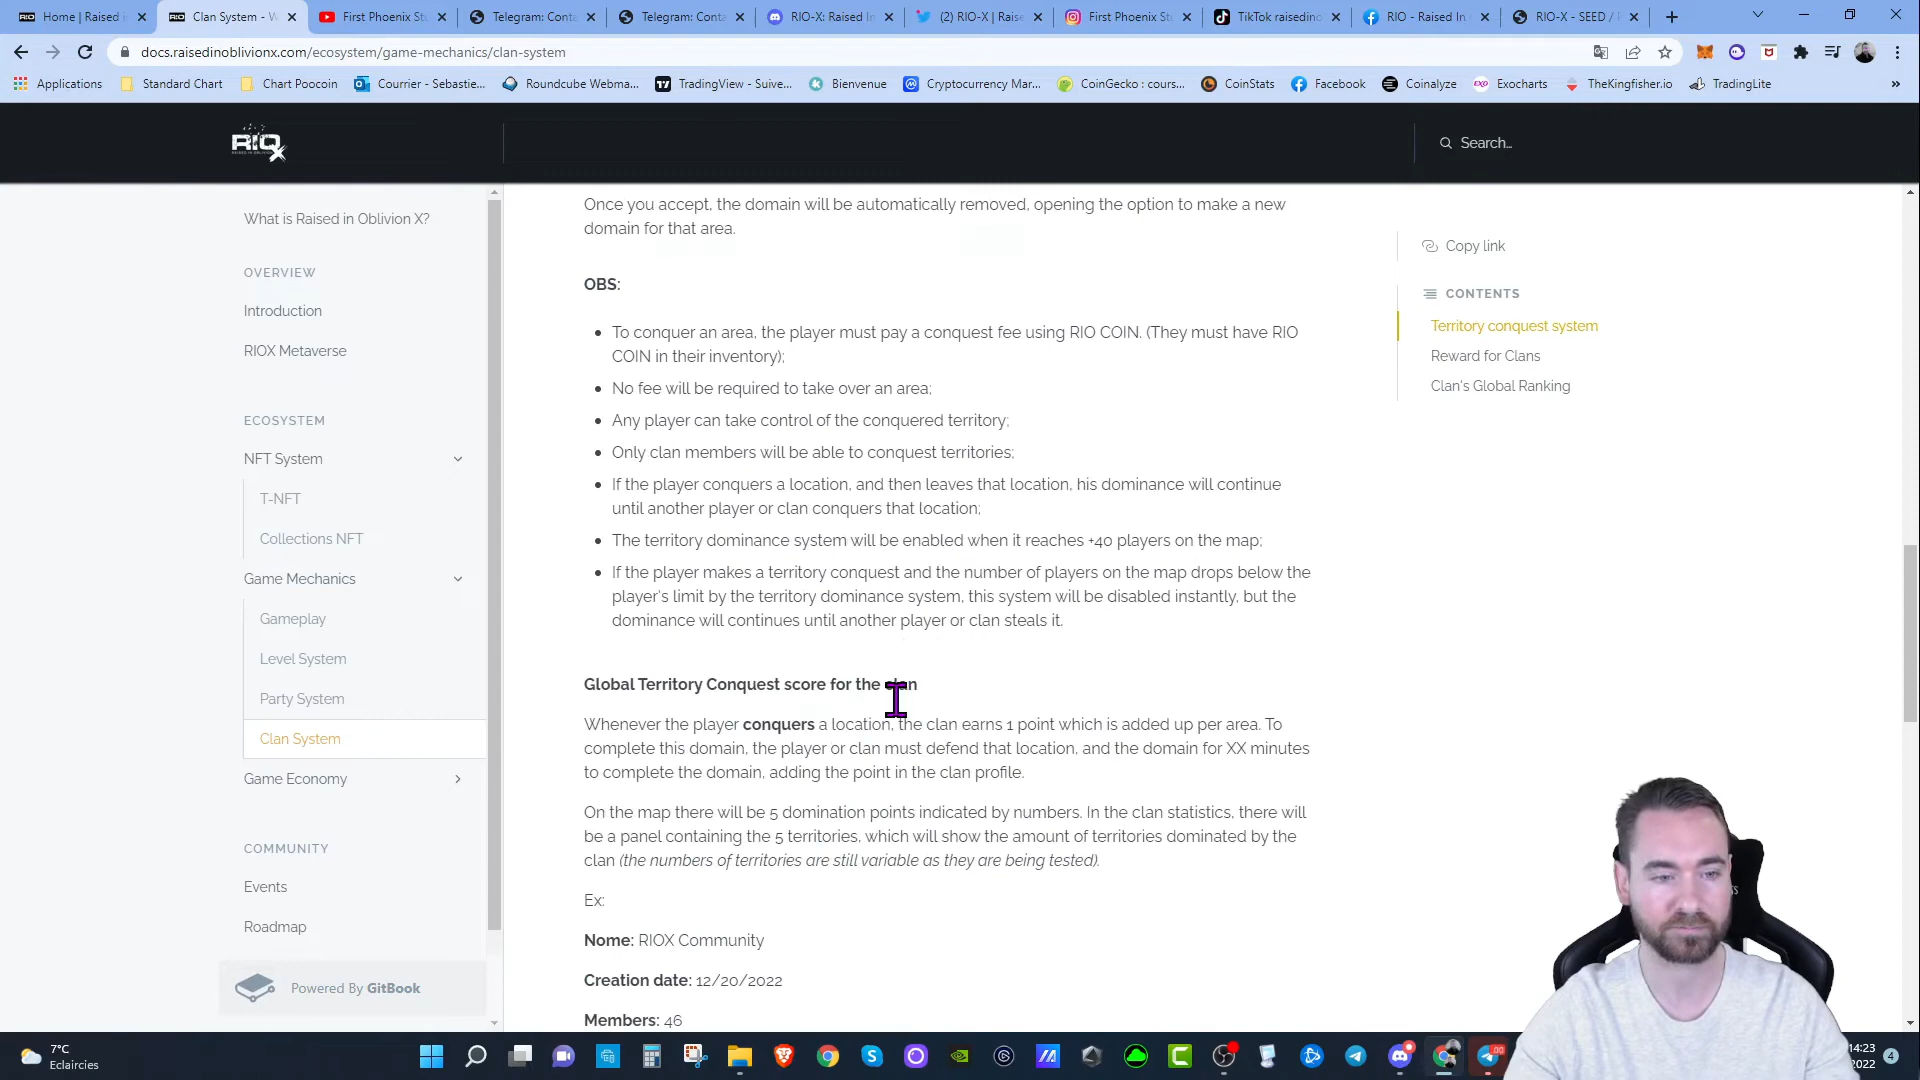 Home | Raised in
Clan System - W
First Phoenix Stu
Telegram: Conta
Telegram: Conta
RIO-X: Raised In
(2) RIO-X | Raise
First Phoenix Stu
TikTok raisedino
RIO - Raised In
RIO-X - SEED / P
docs.raisedinoblivionx.com/ecosystem/game-mechanics/clan-system
Applications
Standard Chart
Chart Poocoin
Courrier - Sebastie...
Roundcube Webma...
TradingView - Suive...
Bienvenue
Cryptocurrency Mar...
CoinGecko : cours...
CoinStats
Facebook
Coinalyze
Exocharts
TheKingfisher.io
TradingLite
RIO X
Search...
What is Raised in Oblivion X?
OVERVIEW
Introduction
RIOX Metaverse
ECOSYSTEM
NFT System
T-NFT
Collections NFT
Game Mechanics
Gameplay
Level System
Party System
Clan System
Game Economy
COMMUNITY
Events
Roadmap
Powered By GitBook
Once you accept, the domain will be automatically removed, opening the option to make a new
domain for that area.
OBS:
• To conquer an area, the player must pay a conquest fee using RIO COIN. (They must have RIO
COIN in their inventory);
• No fee will be required to take over an area;
• Any player can take control of the conquered territory;
• Only clan members will be able to conquest territories;
• If the player conquers a location, and then leaves that location, his dominance will continue
until another player or clan conquers that location;
• The territory dominance system will be enabled when it reaches +40 players on the map;
• If the player makes a territory conquest and the number of players on the map drops below the
player's limit by the territory dominance system, this system will be disabled instantly, but the
dominance will continues until another player or clan steals it.
Global Territory Conquest score for the clan
Whenever the player conquers a location, the clan earns 1 point which is added up per area. To
complete this domain, the player or clan must defend that location, and the domain for XX minutes
to complete the domain, adding the point in the clan profile.
On the map there will be 5 domination points indicated by numbers. In the clan statistics, there will
be a panel containing the 5 territories, which will show the amount of territories dominated by the
clan (the numbers of territories are still variable as they are being tested).
Ex:
Nome: RIOX Community
Creation date: 12/20/2022
Members: 46
Copy link
CONTENTS
Territory conquest system
Reward for Clans
Clan's Global Ranking
7°C
Eclaircies
14:23
2022
4